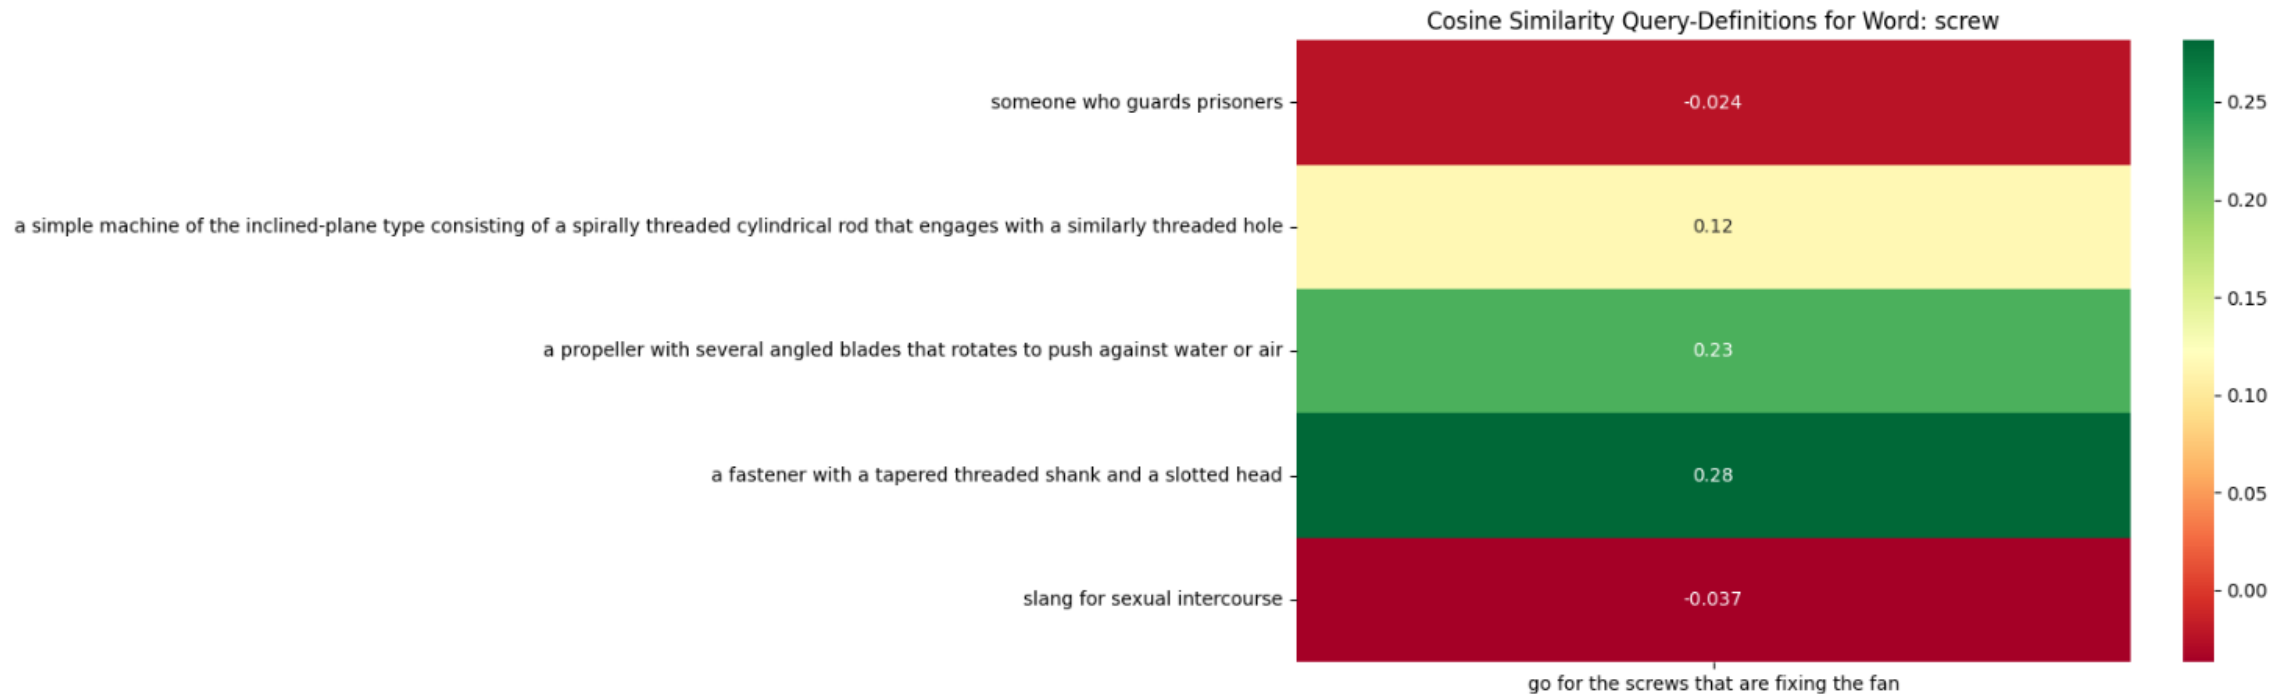 Cosine Similarity Query-Definitions for Word: screw
someone who guards prisoners
-0.024
a simple machine of the inclined-plane type consisting of a spirally threaded cylindrical rod that engages with a similarly threaded hole
0.12
a propeller with several angled blades that rotates to push against water or air
0.23
a fastener with a tapered threaded shank and a slotted head
0.28
slang for sexual intercourse
-0.037
go for the screws that are fixing the fan
0.25
0.20
0.15
0.10
0.05
0.00